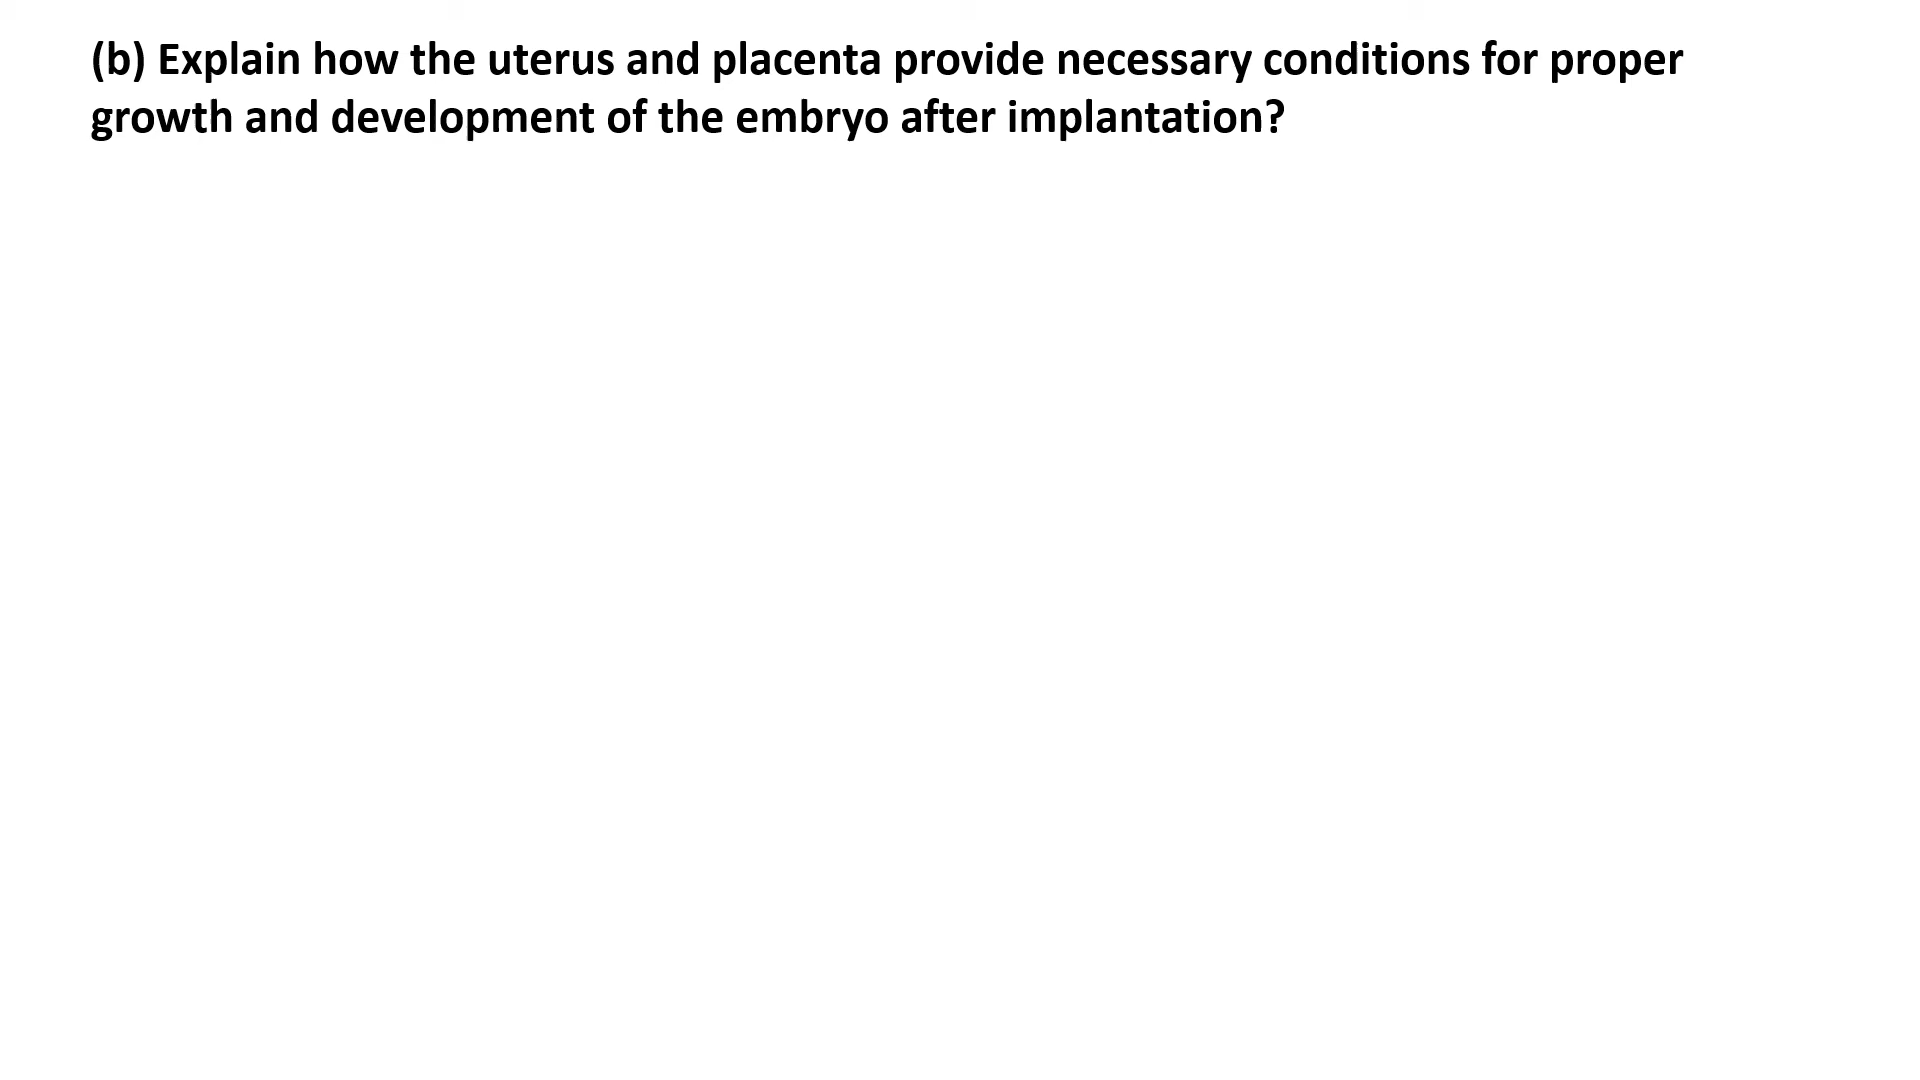 (b) Explain how the uterus and placenta provide necessary conditions for proper
growth and development of the embryo after implantation?